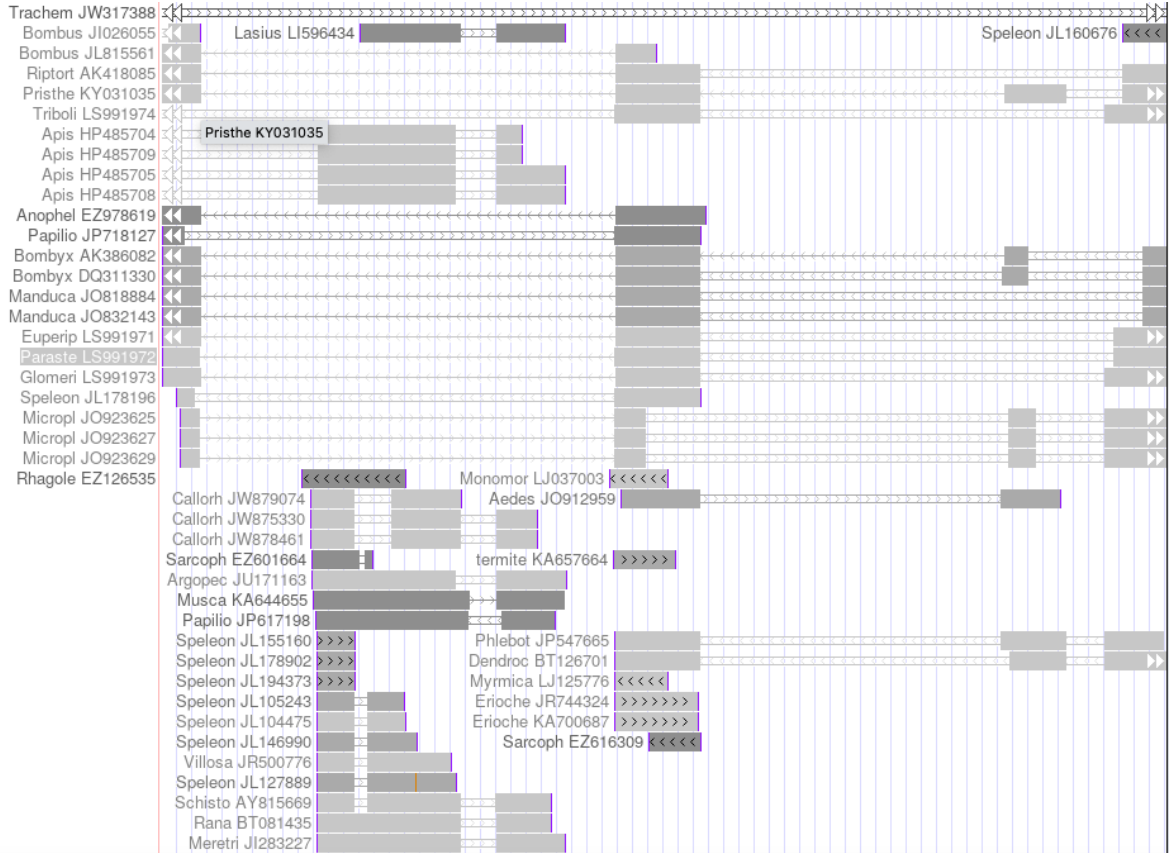 Trachem JW317388
Bombus JI026055 Lasius LI596434 Speleon JL160676
Bombus JL815561
Riptort AK418085
Pristhe KY031035
Triboli LS991974
Apis HP485704 Pristhe KY031035
Apis HP485709
Apis HP485705
Apis HP485708
Anophel EZ978619
Papilio JP718127
Bombyx AK386082
Bombyx DQ311330
Manduca JO818884
Manduca JO832143
Euperip LS991971
Paraste LS991972
Glomeri LS991973
Speleon JL178196
Micropl JO923625
Micropl JO923627
Micropl JO923629
Rhagole EZ126535 Monomor LJ037003
Callorh JW879074 Aedes JO912959
Callorh JW875330
Callorh JW878461
Sarcoph EZ601664 termite KA657664
Argopec JU171163
Musca KA644655
Papilio JP617198
Speleon JL155160 Phlebot JP547665
Speleon JL178902 Dendroc BT126701
Speleon JL194373 Myrmica LJ125776
Speleon JL105243 Erioche JR744324
Speleon JL104475 Erioche KA700687
Speleon JL146990 Sarcoph EZ616309
Villosa JR500776
Speleon JL127889
Schisto AY815669
Rana BT081435
Meretri JI283227